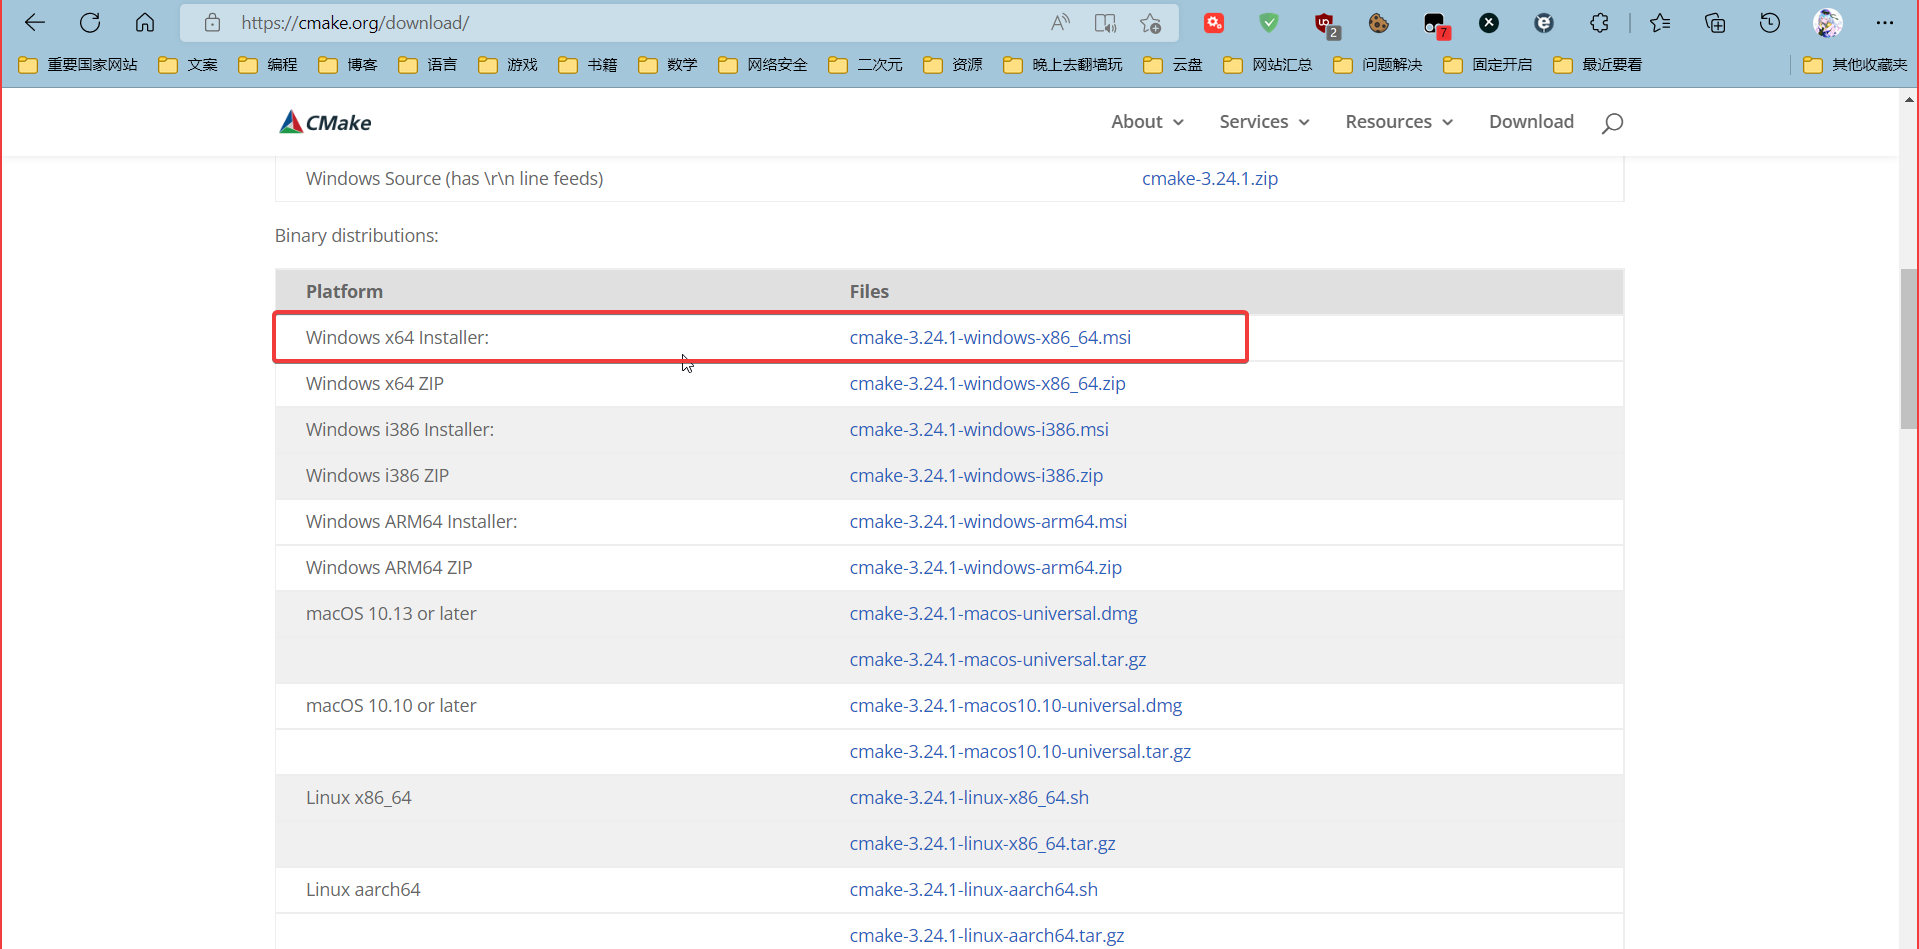 https://cmake.org/download/
2
7
重要国家网站 文案 编程 博客 语言 游戏 书籍 数学 网络安全 二次元 资源 晚上去翻墙玩 云盘 网站汇总 问题解决 固定开启 最近要看 其他收藏夹
CMake About Services Resources Download
Windows Source (has \r\n line feeds) cmake-3.24.1.zip
Binary distributions:
Platform Files
Windows x64 Installer: cmake-3.24.1-windows-x86_64.msi
Windows x64 ZIP cmake-3.24.1-windows-x86_64.zip
Windows i386 Installer: cmake-3.24.1-windows-i386.msi
Windows i386 ZIP cmake-3.24.1-windows-i386.zip
Windows ARM64 Installer: cmake-3.24.1-windows-arm64.msi
Windows ARM64 ZIP cmake-3.24.1-windows-arm64.zip
macOS 10.13 or later cmake-3.24.1-macos-universal.dmg
cmake-3.24.1-macos-universal.tar.gz
macOS 10.10 or later cmake-3.24.1-macos10.10-universal.dmg
cmake-3.24.1-macos10.10-universal.tar.gz
Linux x86_64 cmake-3.24.1-linux-x86_64.sh
cmake-3.24.1-linux-x86_64.tar.gz
Linux aarch64 cmake-3.24.1-linux-aarch64.sh
cmake-3.24.1-linux-aarch64.tar.gz